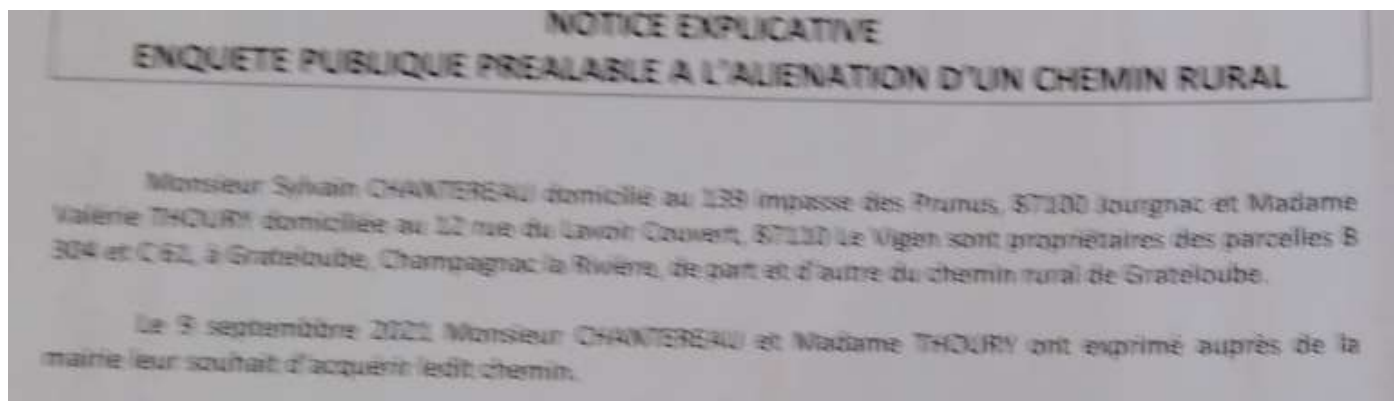 NOTICE EXPLICATIVE
ENQUETE PUBLIQUE PREALABLE A L'ALIENATION D'UN CHEMIN RURAL
Monsieur Sylvain CHANTEREAU domicilié au 139 impasse des Prunus, Jourgnac et Madame
Valérie THOURY domiciliée au 12 rue du Lavoir Couvert, Le Vigen sont propriétaires des parcelles B
304 et C 62, à Grateloube, Champagnac la Rivière, de part et d'autre du chemin rural de Grateloube.
Le 9 septembre Monsieur CHANTEREAU et Madame THOURY ont exprimé auprès de la
mairie leur souhait d'acquérir ledit chemin.